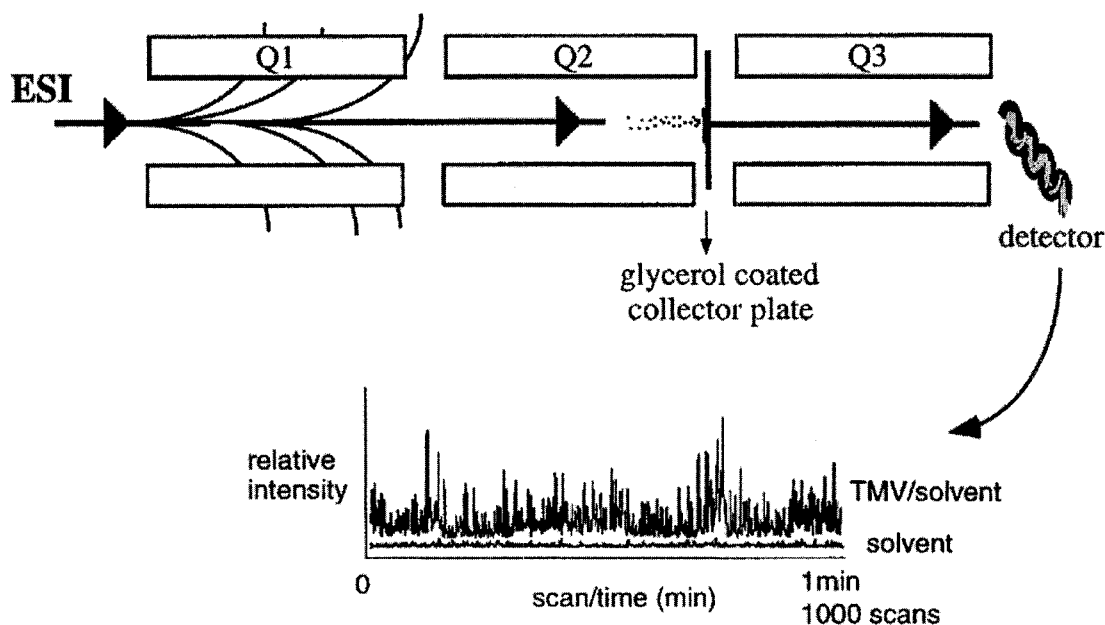 Q1
Q2
Q3
ESI
detector
glycerol coated
collector plate
relative
intensity
TMV/solvent
solvent
0
scan/time (min)
1min
1000 scans